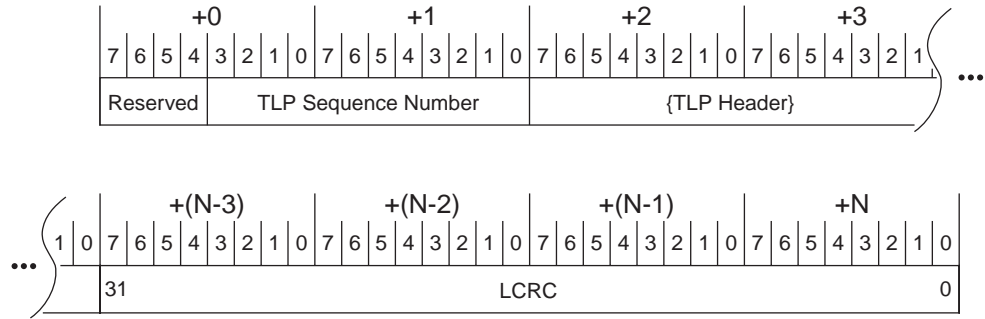 +0 +1 +2 +3
7 6 5 4 3 2 1 0 7 6 5 4 3 2 1 0 7 6 5 4 3 2 1 0 7 6 5 4 3 2 1
•••
Reserved TLP Sequence Number {TLP Header}
+(N-3) +(N-2) +(N-1) +N
1 0 7 6 5 4 3 2 1 0 7 6 5 4 3 2 1 0 7 6 5 4 3 2 1 0 7 6 5 4 3 2 1 0
•••
31 LCRC 0